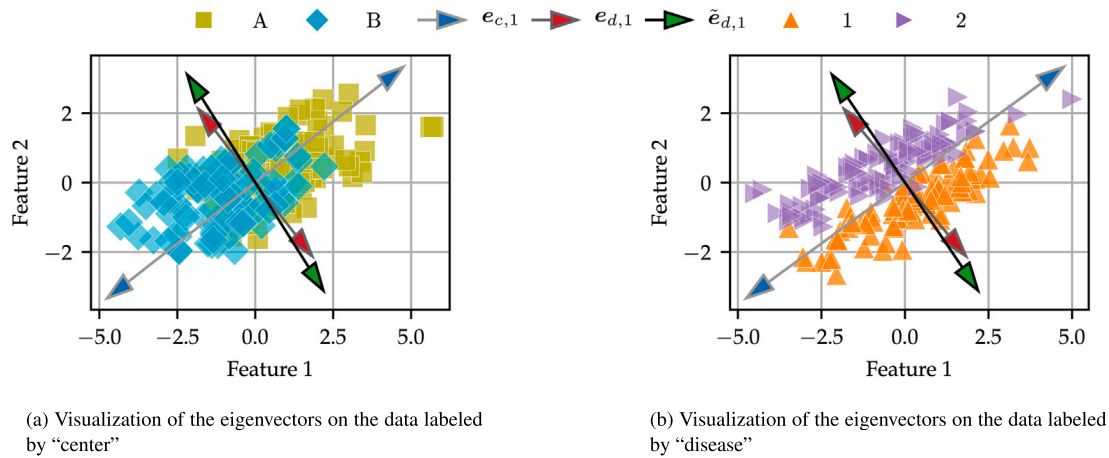 A B e_{c,1} e_{d,1} ẽ_{d,1} 1 2
Feature 2
2
0
−2
−5.0 −2.5 0.0 2.5 5.0
Feature 1
Feature 2
2
0
−2
−5.0 −2.5 0.0 2.5 5.0
Feature 1
(a) Visualization of the eigenvectors on the data labeled
by “center”
(b) Visualization of the eigenvectors on the data labeled
by “disease”